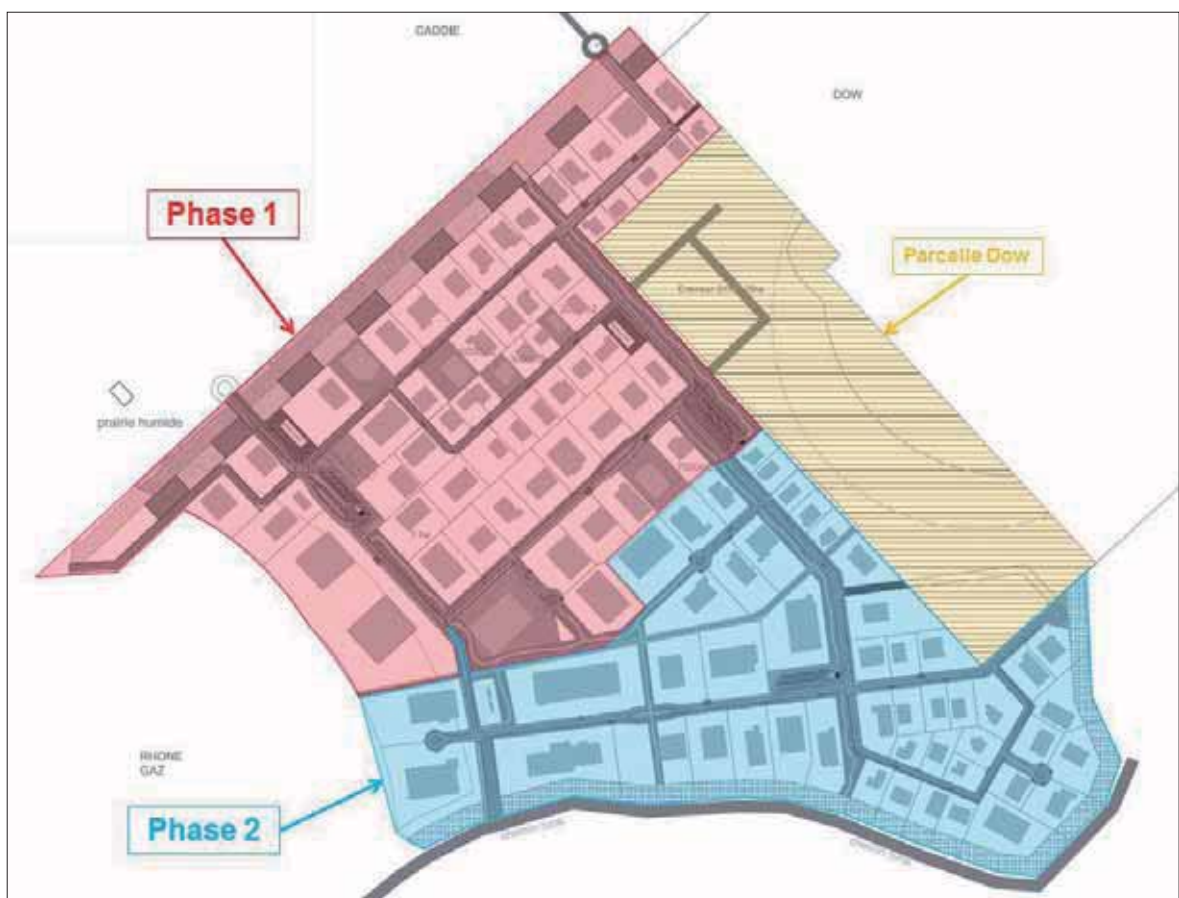 CADDIE
DOW
Phase 1
Parcelle Dow
prairie humide
RHONE
GAZ
Phase 2